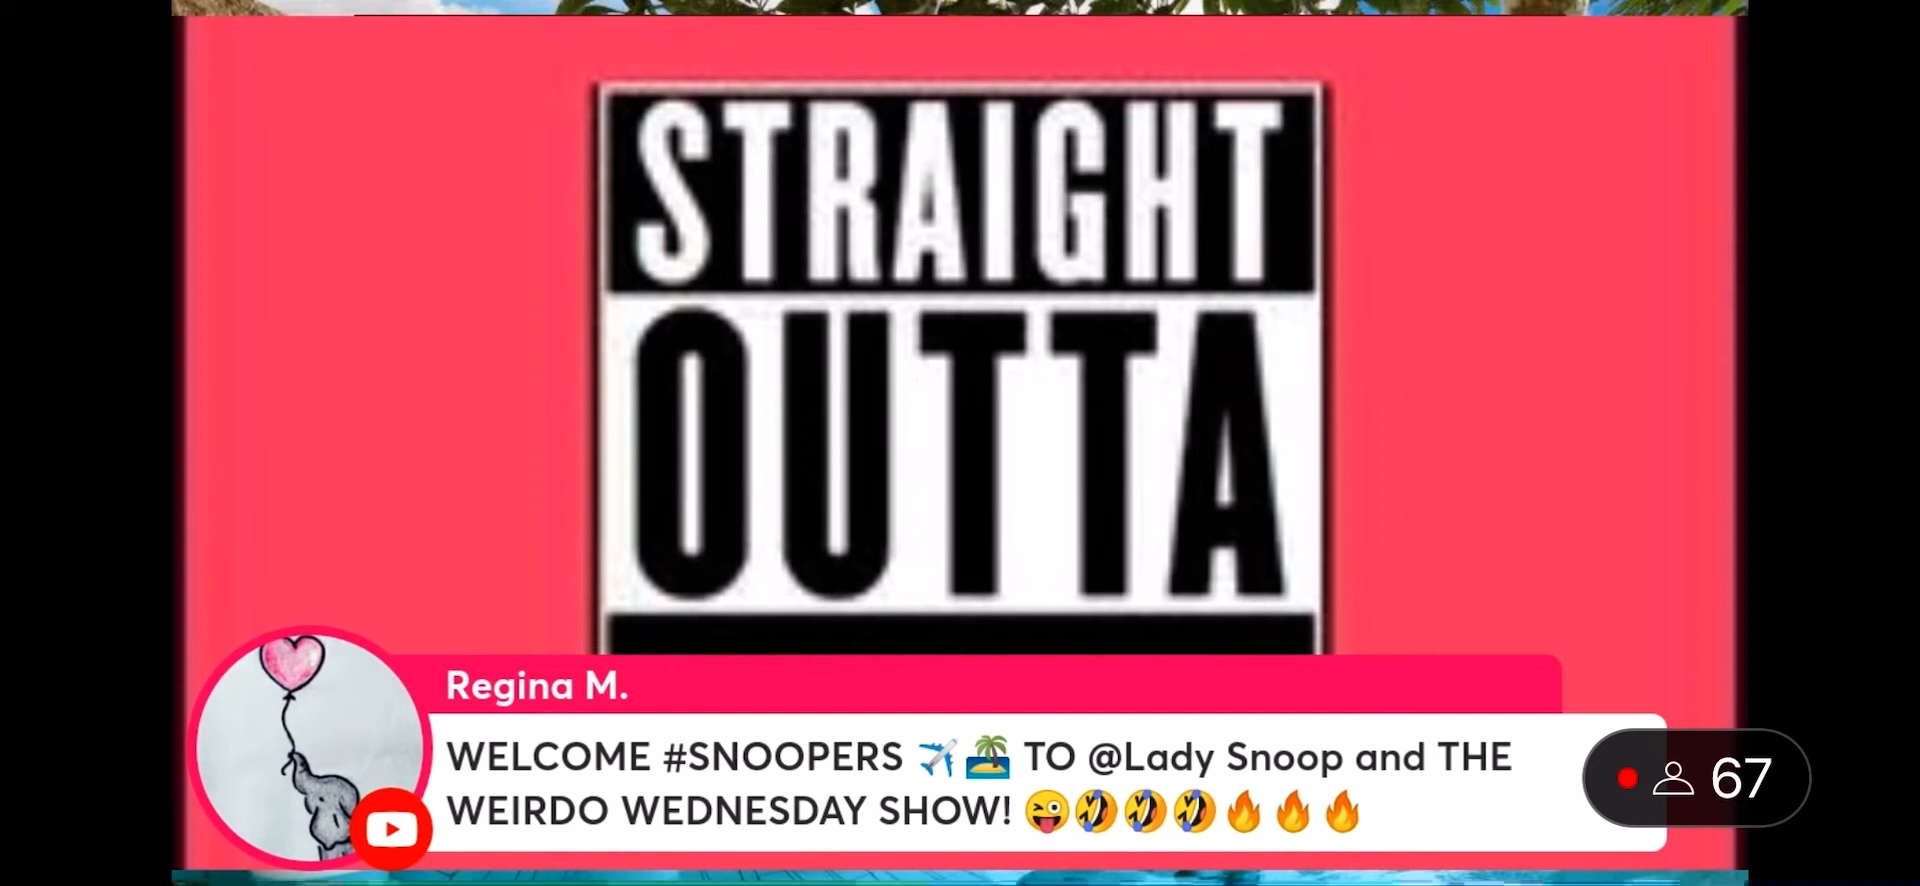 STRAIGHT
OUTTA
Regina M.
WELCOME #SNOOPERS ✈️🏝️ TO @Lady Snoop and THE
WEIRDO WEDNESDAY SHOW! 😜🤣🤣🤣🔥🔥🔥
67